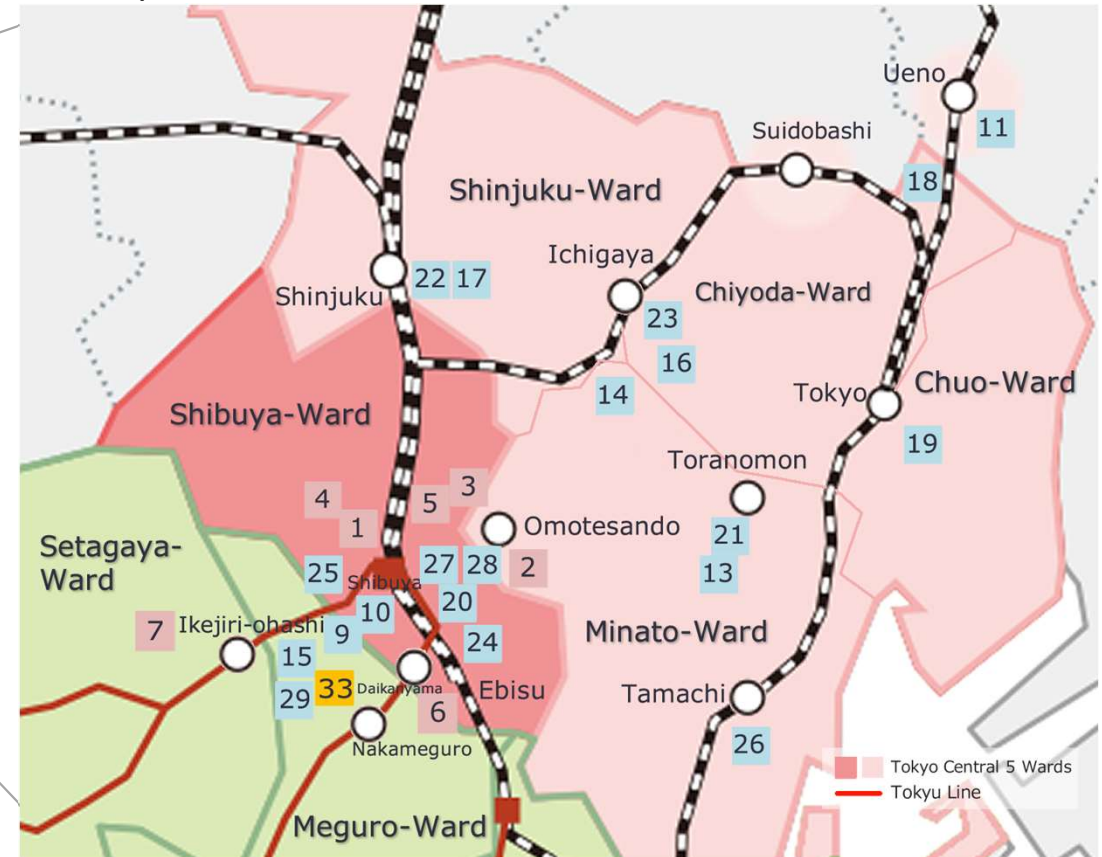 Ueno
11
Suidobashi
18
Shinjuku-Ward
Ichigaya
Shinjuku
22 17
Chiyoda-Ward
23
16
14
Tokyo
Chuo-Ward
Shibuya-Ward
19
Toranomon
4
1
5
3
Omotesando
21
13
Setagaya-
Ward
25
Shibuya
27
28
2
20
10
7
Ikejiri-ohashi
9
24
Minato-Ward
15
33
29
Daikanyama
Ebisu
6
Tamachi
Nakameguro
26
Meguro-Ward
Tokyo Central 5 Wards
Tokyu Line